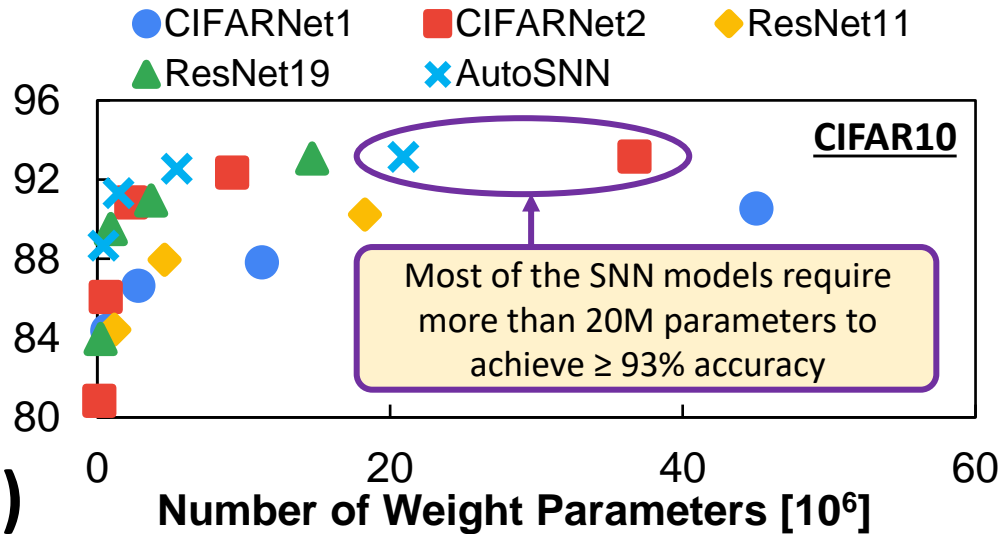 CIFARNet1 CIFARNet2 ResNet11
ResNet19 AutoSNN
96
CIFAR10
92
88
Most of the SNN models require
more than 20M parameters to
achieve ≥ 93% accuracy
84
80
0 20 40 60
)
Number of Weight Parameters [10⁶]